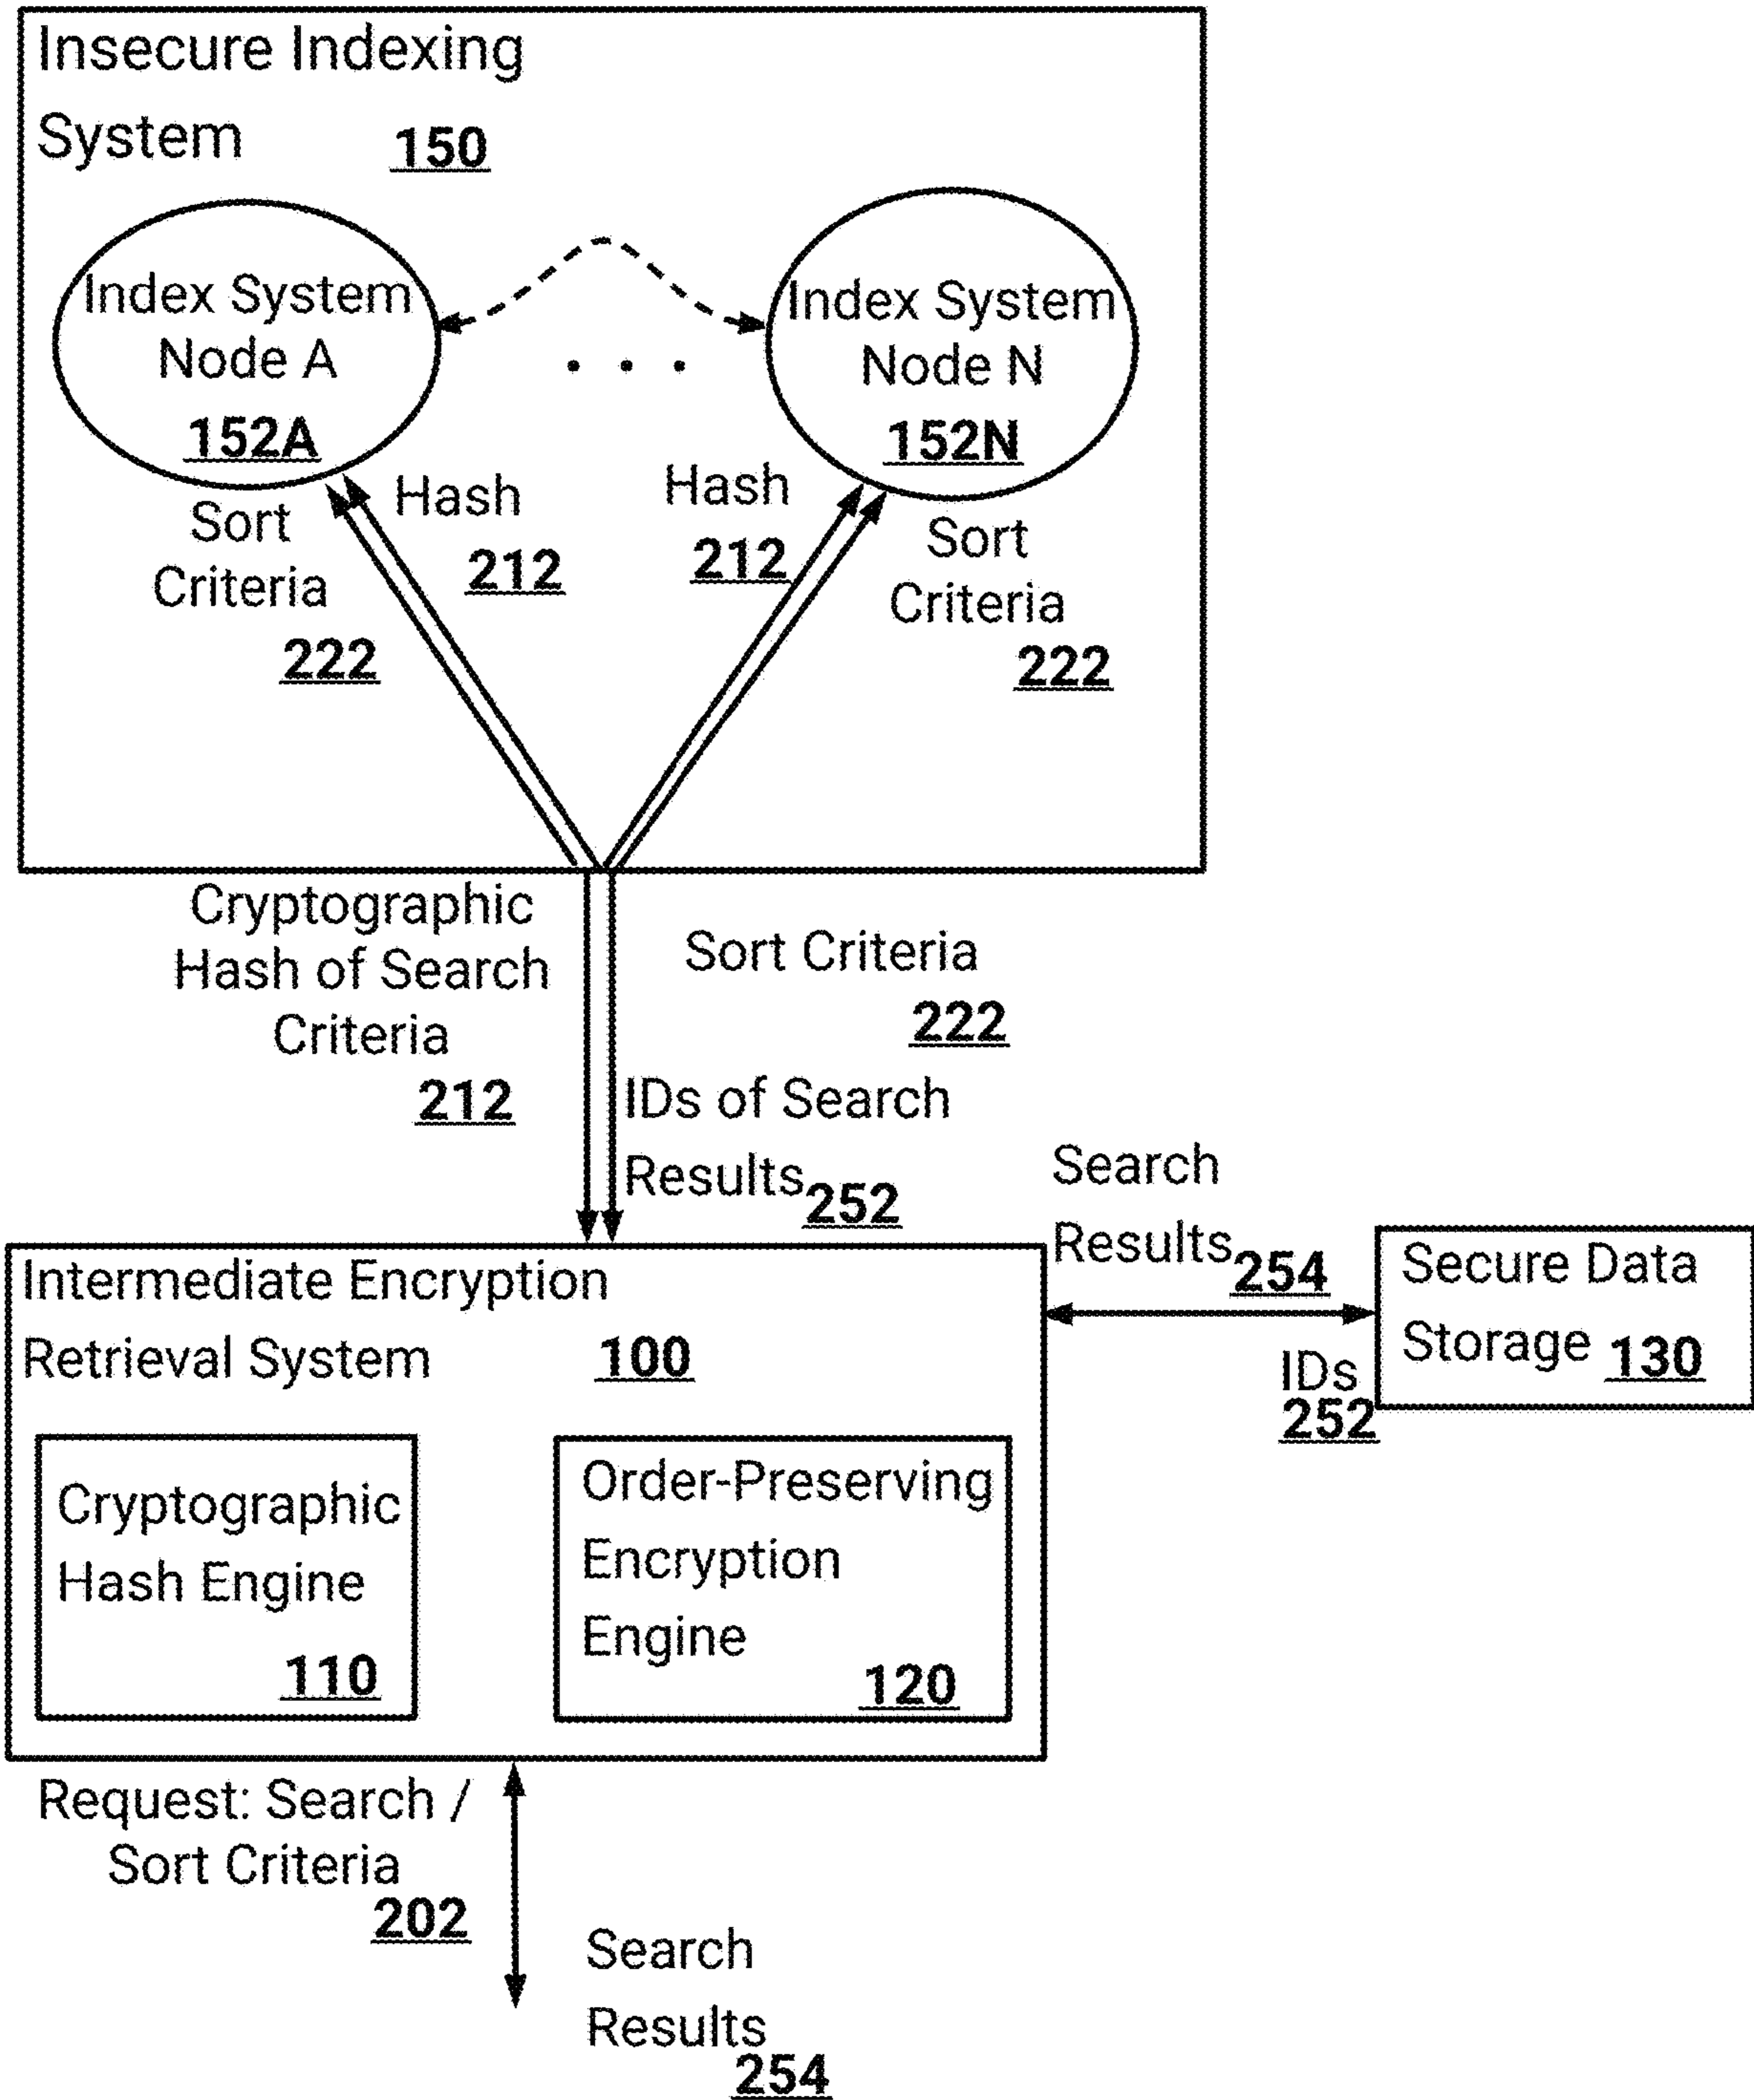 Insecure Indexing
System 150
Index System
Node A
152A
. . .
Index System
Node N
152N
Sort
Criteria
222
Hash
212
Hash
212
Sort
Criteria
222
Cryptographic
Hash of Search
Criteria
212
Sort Criteria
222
IDs of Search
Results 252
Search
Results 254
IDs
252
Secure Data
Storage 130
Intermediate Encryption
Retrieval System 100
Cryptographic
Hash Engine
110
Order-Preserving
Encryption
Engine
120
Request: Search /
Sort Criteria
202
Search
Results
254